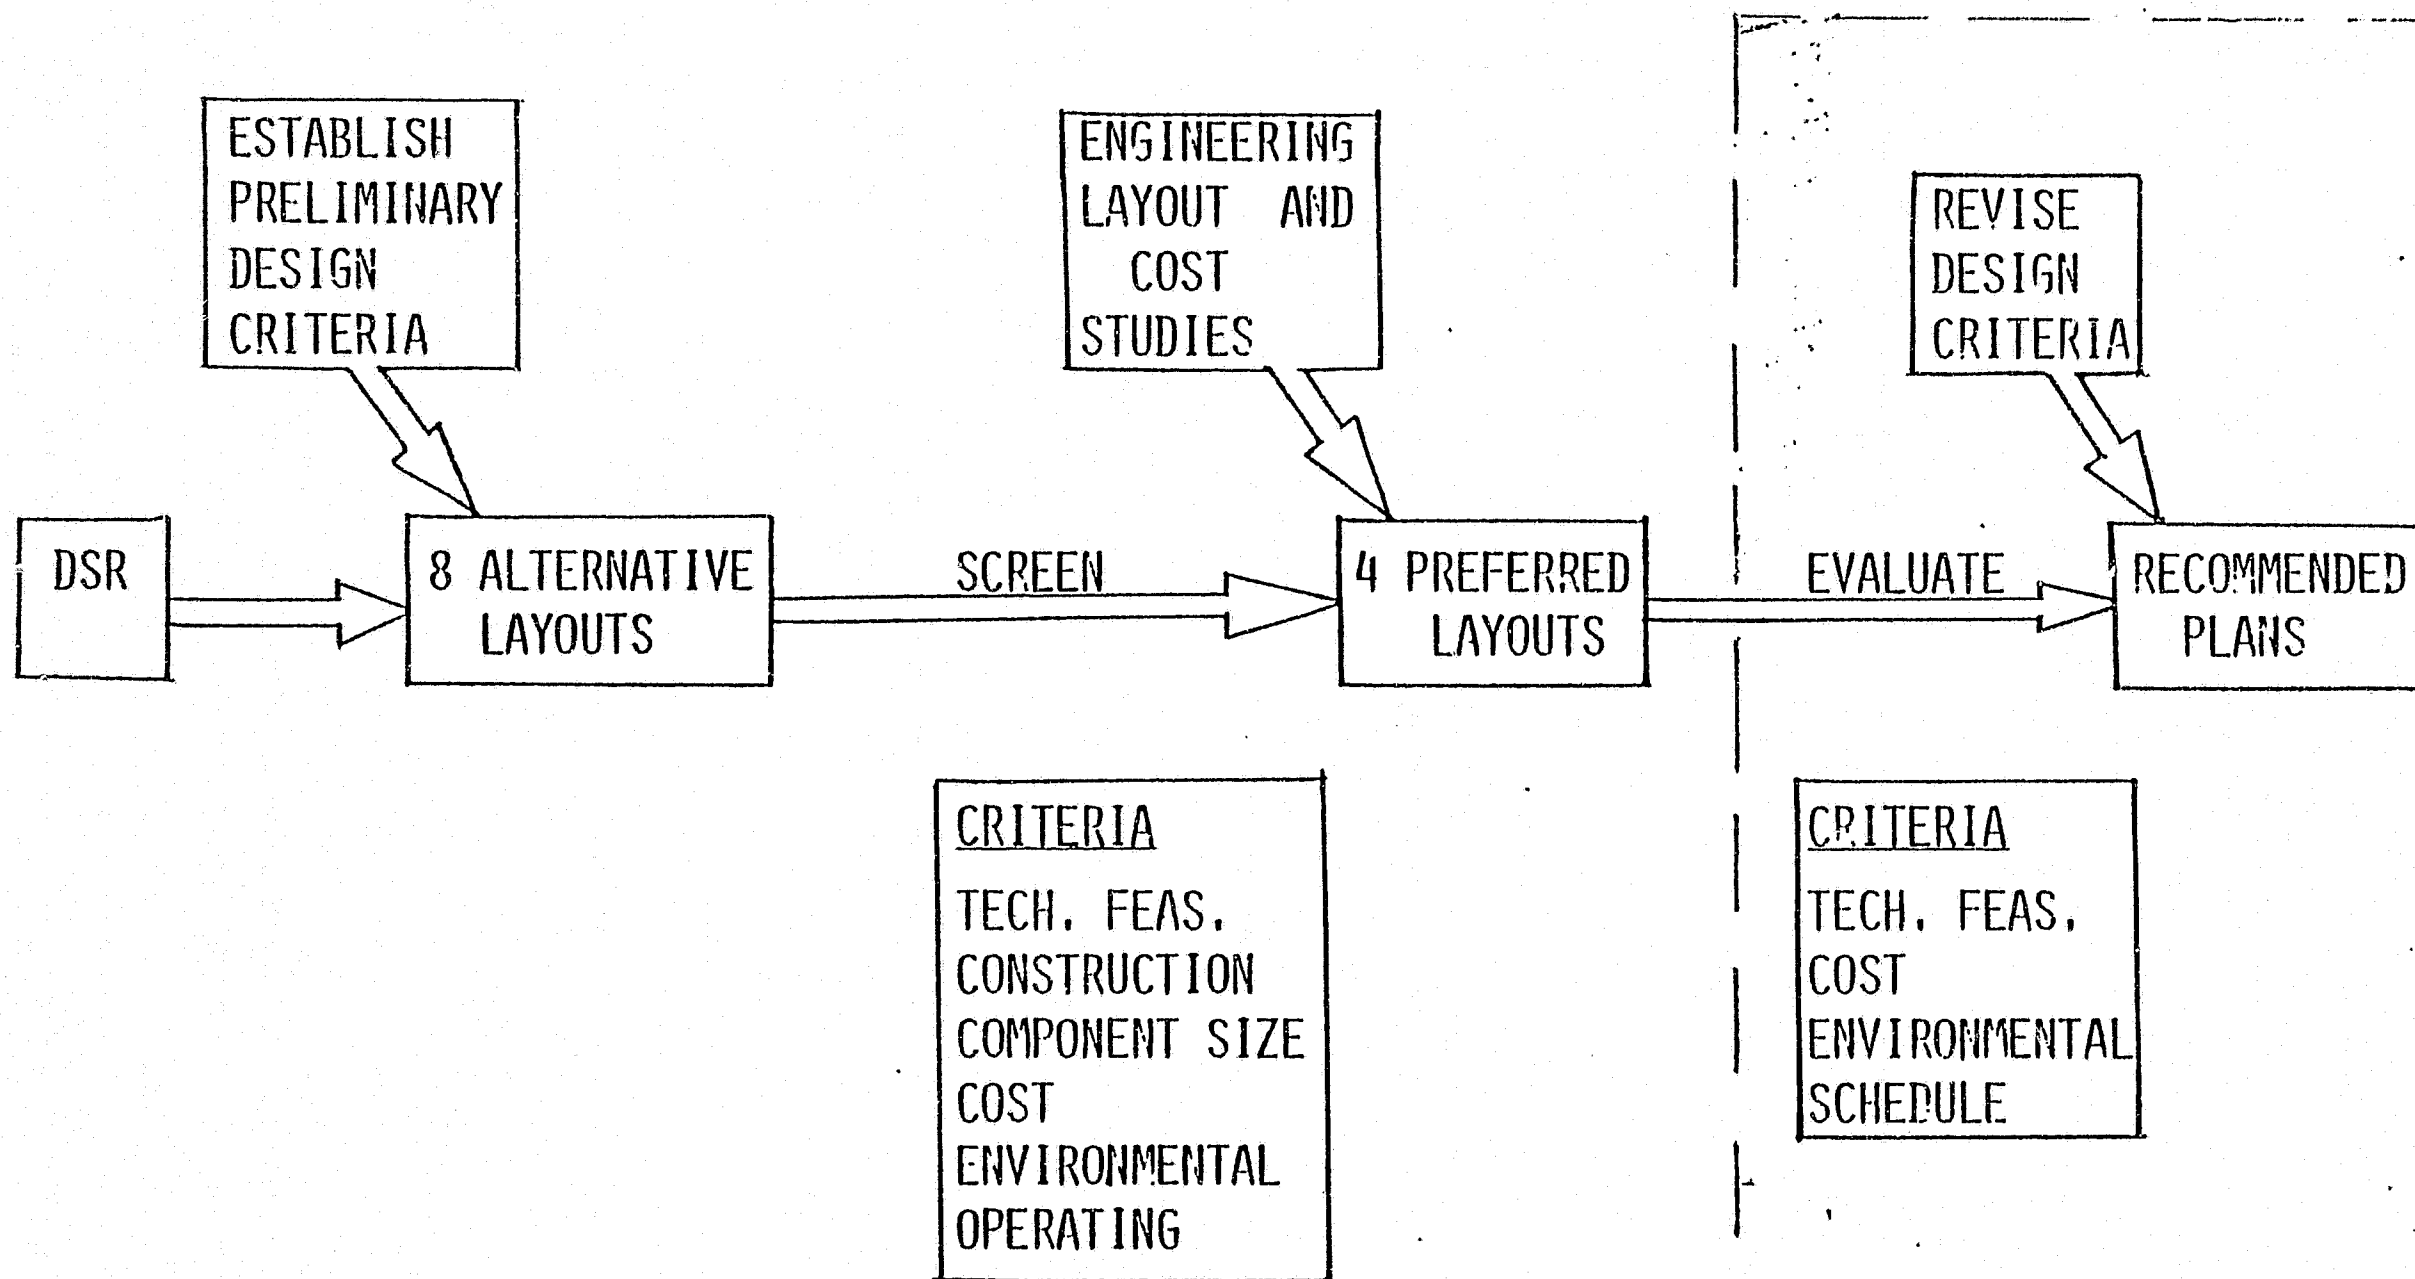 ESTABLISH
PRELIMINARY
DESIGN
CRITERIA
ENGINEERING
LAYOUT AND
COST
STUDIES
REVISE
DESIGN
CRITERIA
DSR
8 ALTERNATIVE
LAYOUTS
SCREEN
4 PREFERRED
LAYOUTS
EVALUATE
RECOMMENDED
PLANS
CRITERIA
TECH. FEAS.
CONSTRUCTION
COMPONENT SIZE
COST
ENVIRONMENTAL
OPERATING
CRITERIA
TECH. FEAS.
COST
ENVIRONMENTAL
SCHEDULE